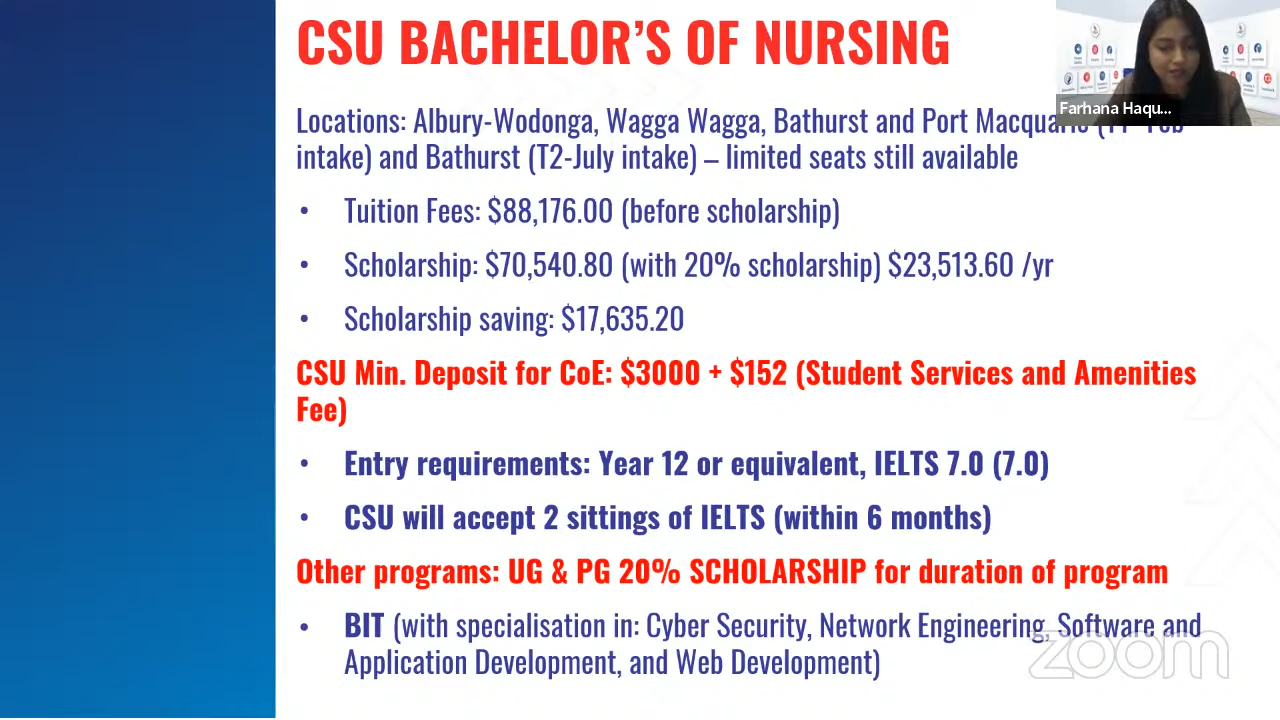 CSU BACHELOR'S OF NURSING
Farhana Haqu...
Locations: Albury-Wodonga, Wagga Wagga, Bathurst and Port Macquarie
intake) and Bathurst (T2-July intake) – limited seats still available
• Tuition Fees: $88,176.00 (before scholarship)
• Scholarship: $70,540.80 (with 20% scholarship) $23,513.60 /yr
• Scholarship saving: $17,635.20
CSU Min. Deposit for CoE: $3000 + $152 (Student Services and Amenities
Fee)
• Entry requirements: Year 12 or equivalent, IELTS 7.0 (7.0)
• CSU will accept 2 sittings of IELTS (within 6 months)
Other programs: UG & PG 20% SCHOLARSHIP for duration of program
• BIT (with specialisation in: Cyber Security, Network Engineering, Software and
Application Development, and Web Development)
zoom